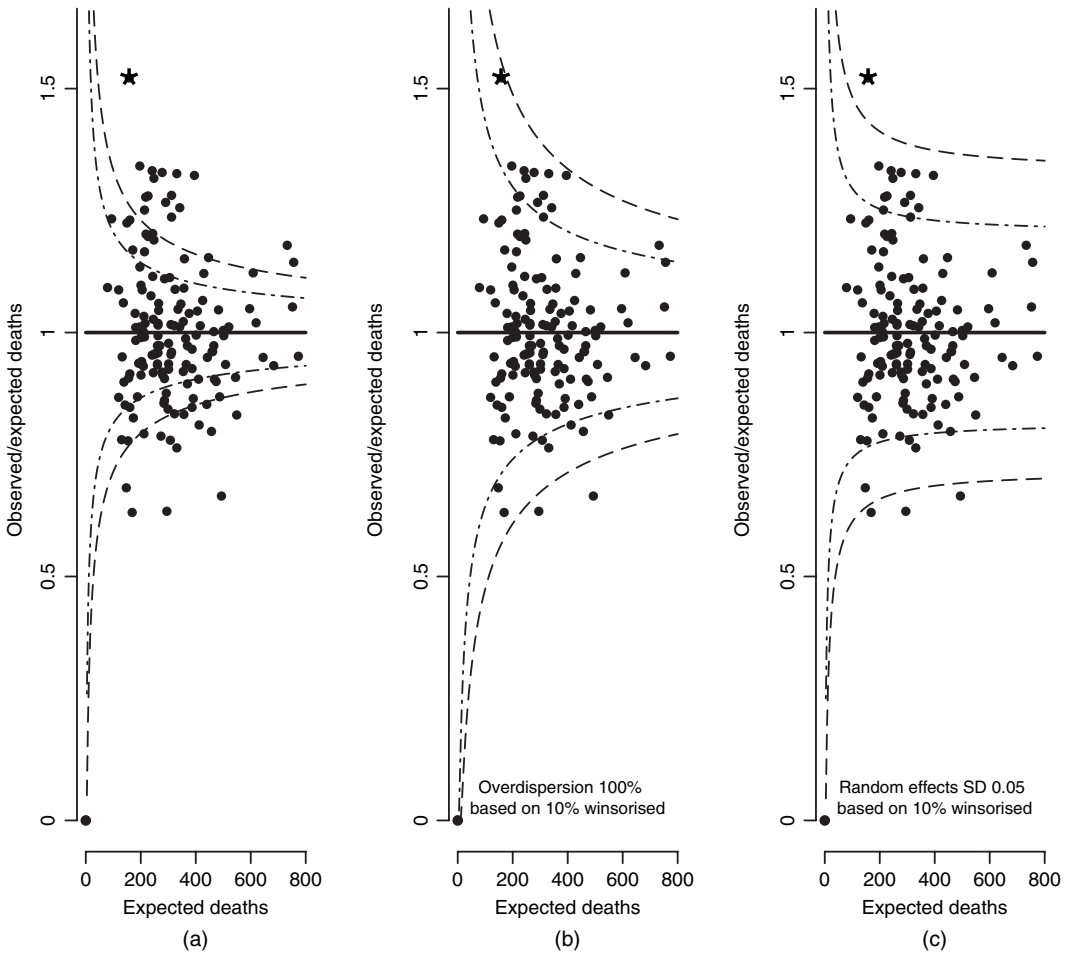 Observed/expected deaths
1.5
1
0.5
0
0 200 400 600 800
Expected deaths
(a)
Observed/expected deaths
1.5
1
0.5
0
Overdispersion 100%
based on 10% winsorised
0 200 400 600 800
Expected deaths
(b)
Observed/expected deaths
1.5
1
0.5
0
Random effects SD 0.05
based on 10% winsorised
0 200 400 600 800
Expected deaths
(c)